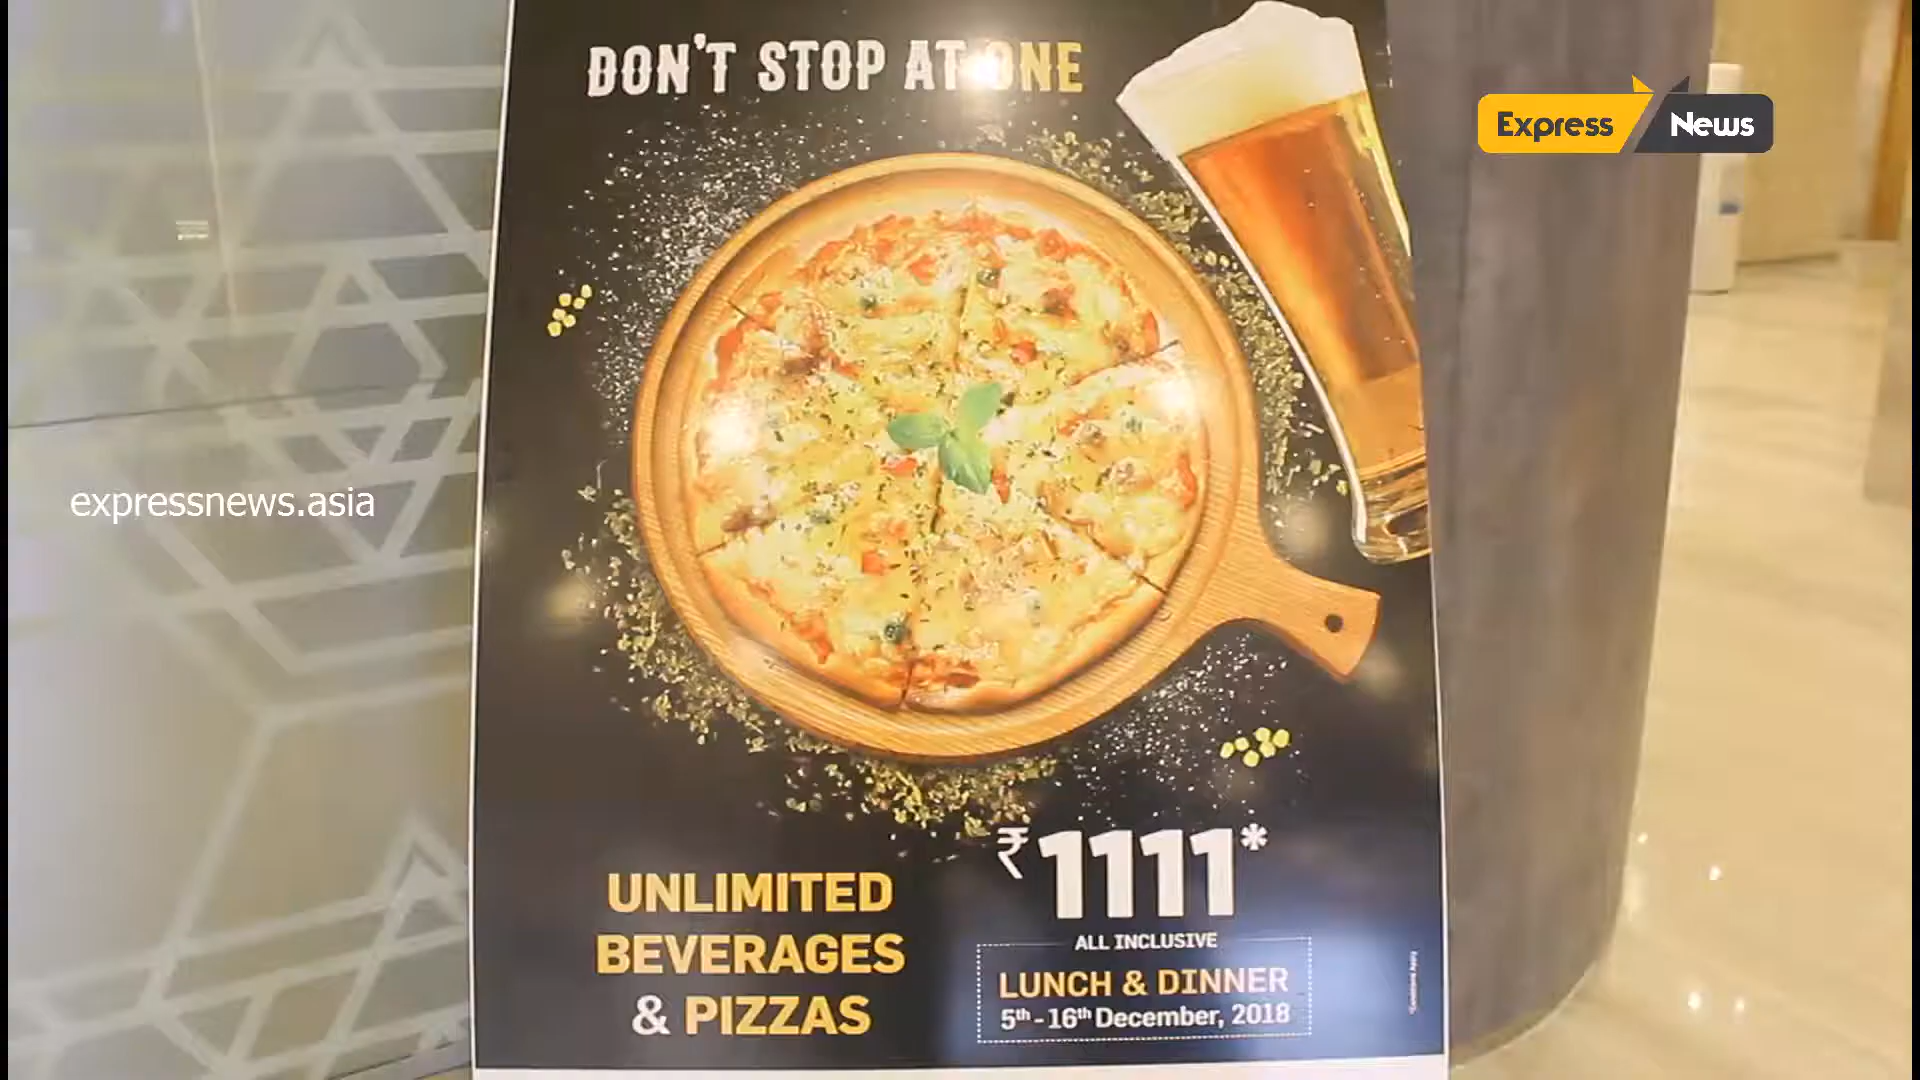 DON'T STOP AT ONE
Express News
expressnews.asia
₹1111*
ALL INCLUSIVE
UNLIMITED
BEVERAGES
& PIZZAS
LUNCH & DINNER
5th - 16th December, 2018